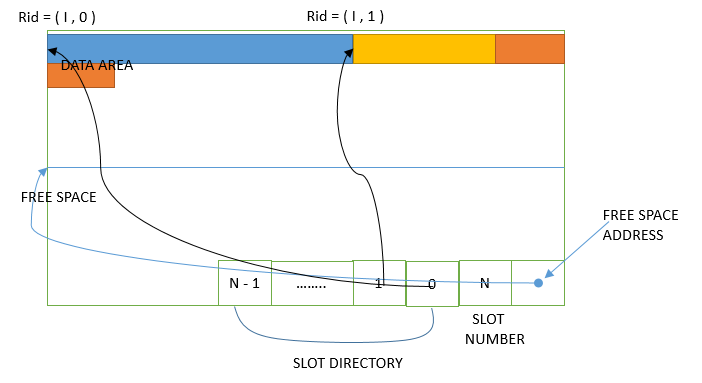 Rid = ( I , 0 )
Rid = ( I , 1 )
DATA AREA
FREE SPACE
FREE SPACE
ADDRESS
N - 1
........
1
0
N
SLOT
NUMBER
SLOT DIRECTORY